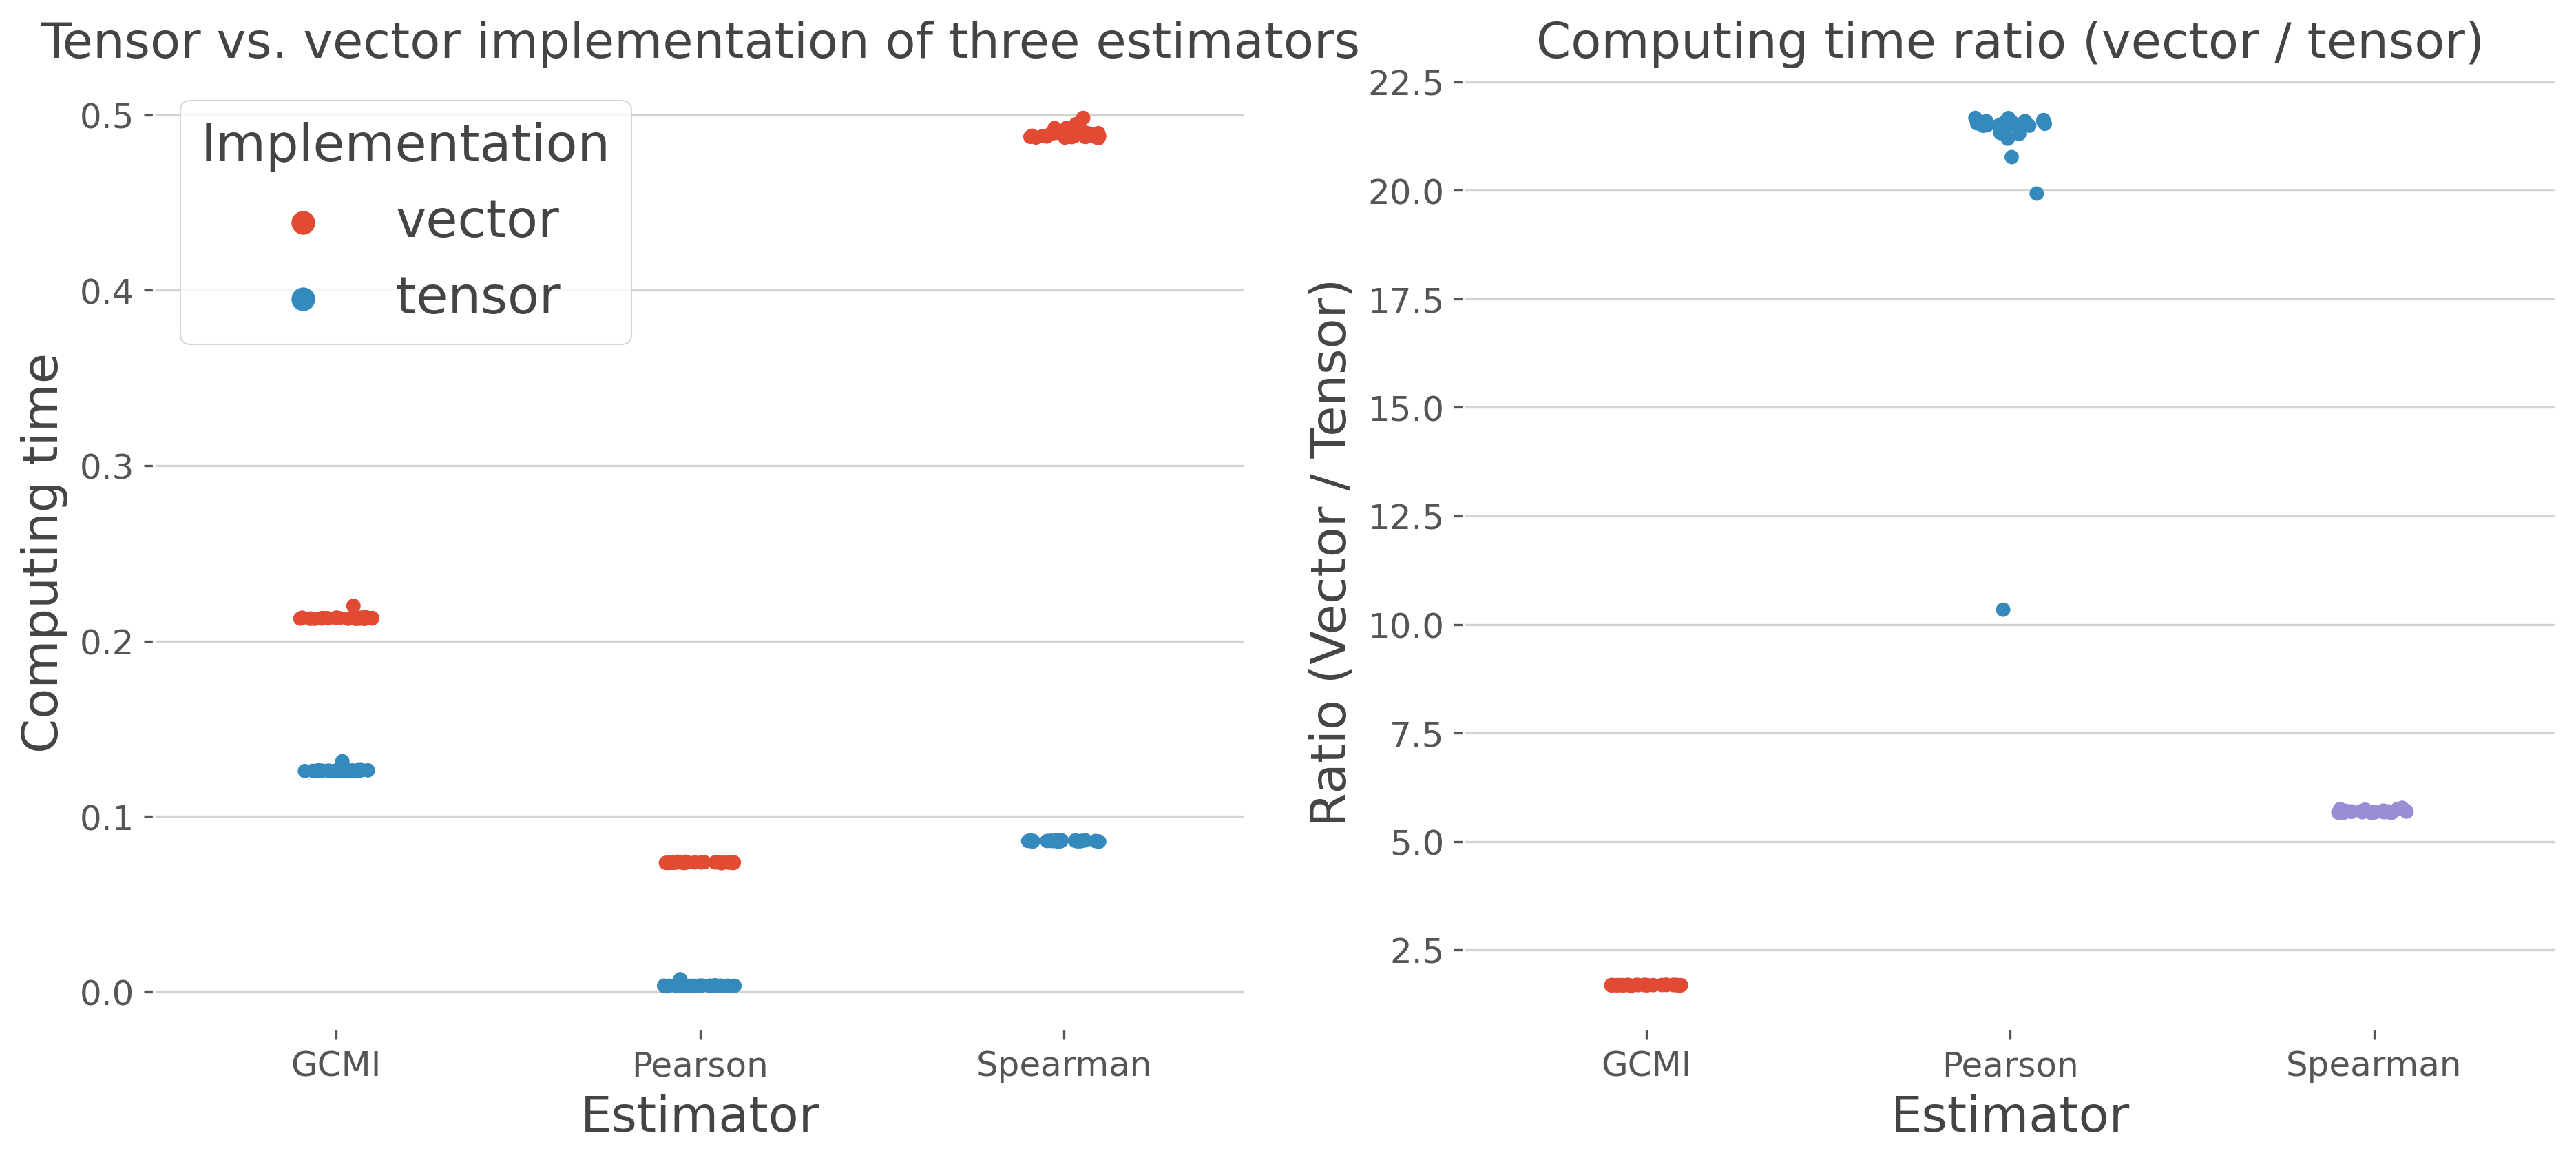 Tensor vs. vector implementation of three estimators
Implementation
vector
tensor
Computing time
0.5
0.4
0.3
0.2
0.1
0.0
GCMI
Pearson
Spearman
Estimator
Computing time ratio (vector / tensor)
Ratio (Vector / Tensor)
22.5
20.0
17.5
15.0
12.5
10.0
7.5
5.0
2.5
GCMI
Pearson
Spearman
Estimator